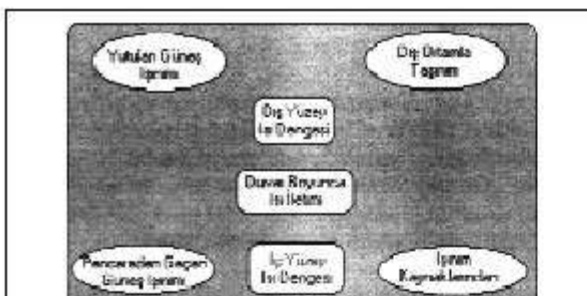 Yutulan Güneş
Işınımı
Dış Ortamla
Taşınım
Dış Yüzey
Isı Dengesi
Duvar Boyunca
Isı İletimi
Pencereden Geçen
Güneş Işınımı
İç Yüzey
Isı Dengesi
Işınım
Kaynaklarından